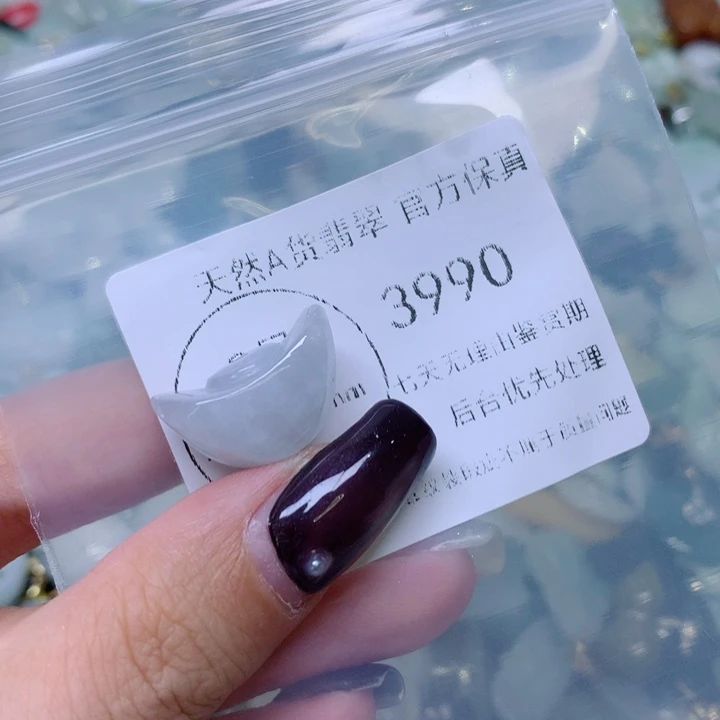 天然A货翡翠 官方保真
3990
七天无理由鉴赏期
后台优先处理